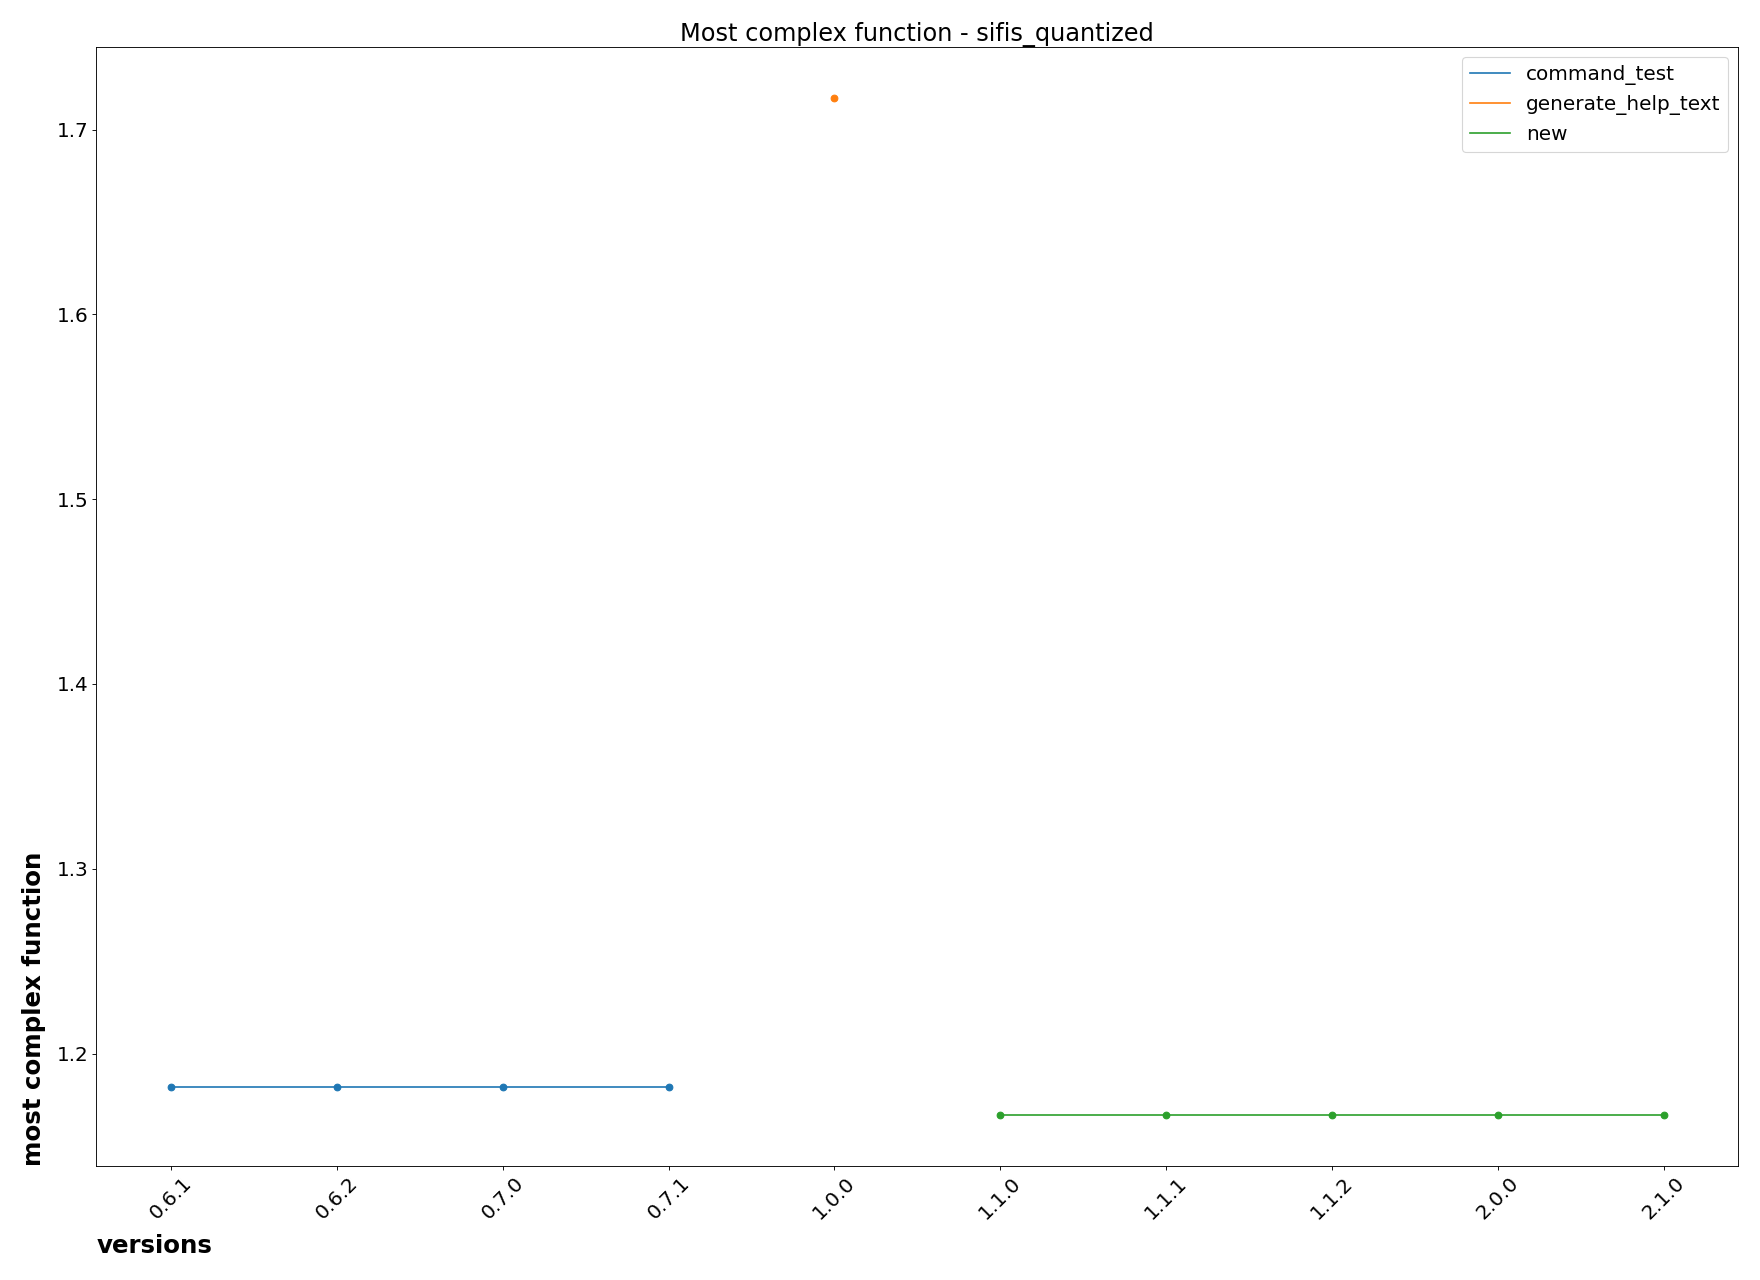 Most complex function - sifis_quantized
command_test
generate_help_text
new
1.7
1.6
1.5
1.4
1.3
1.2
most complex function
0.6.1
0.6.2
0.7.0
0.7.1
1.0.0
1.1.0
1.1.1
1.1.2
2.0.0
2.1.0
versions